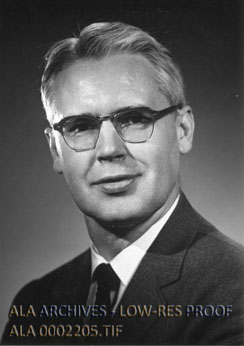 ALA ARCHIVES - LOW-RES PROOF
ALA 0002205.TIF